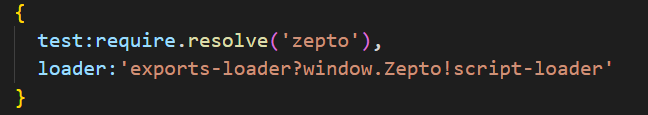 {
test:require.resolve('zepto'),
loader:'exports-loader?window.Zepto!script-loader'
}